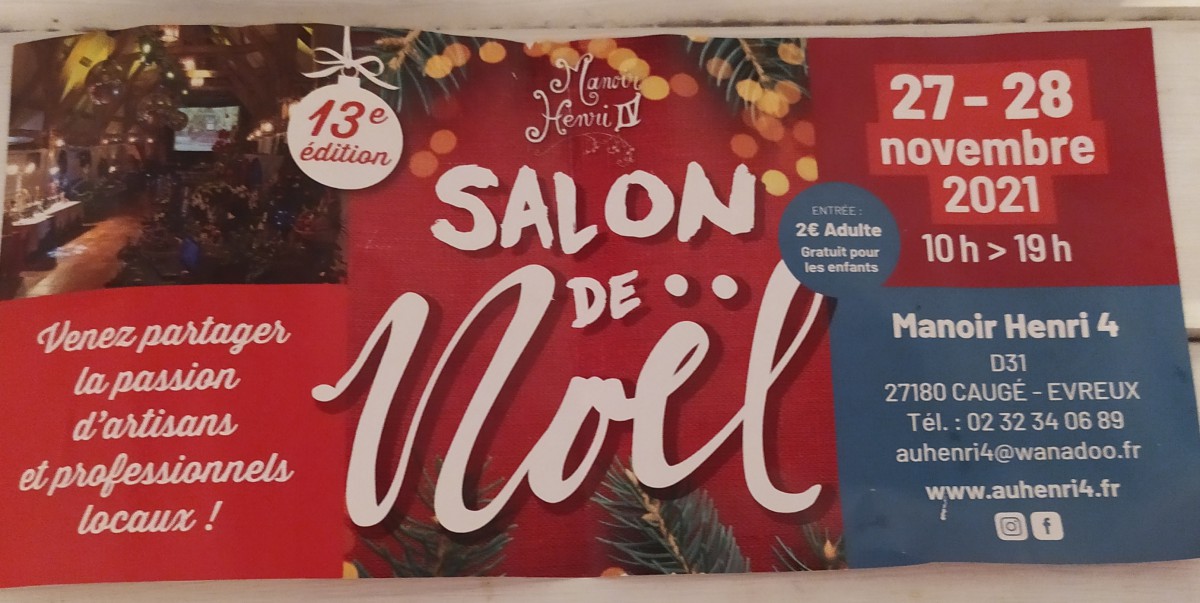 13e
édition
Manoir
Henri IV
SALON
DE
Noël
Venez partager
la passion
d'artisans
et professionnels
locaux !
ENTRÉE :
2€ Adulte
Gratuit pour
les enfants
27 - 28
novembre
2021
10 h > 19 h
Manoir Henri 4
D31
27180 CAUGÉ - EVREUX
Tél. : 02 32 34 06 89
auhenri4@wanadoo.fr
www.auhenri4.fr